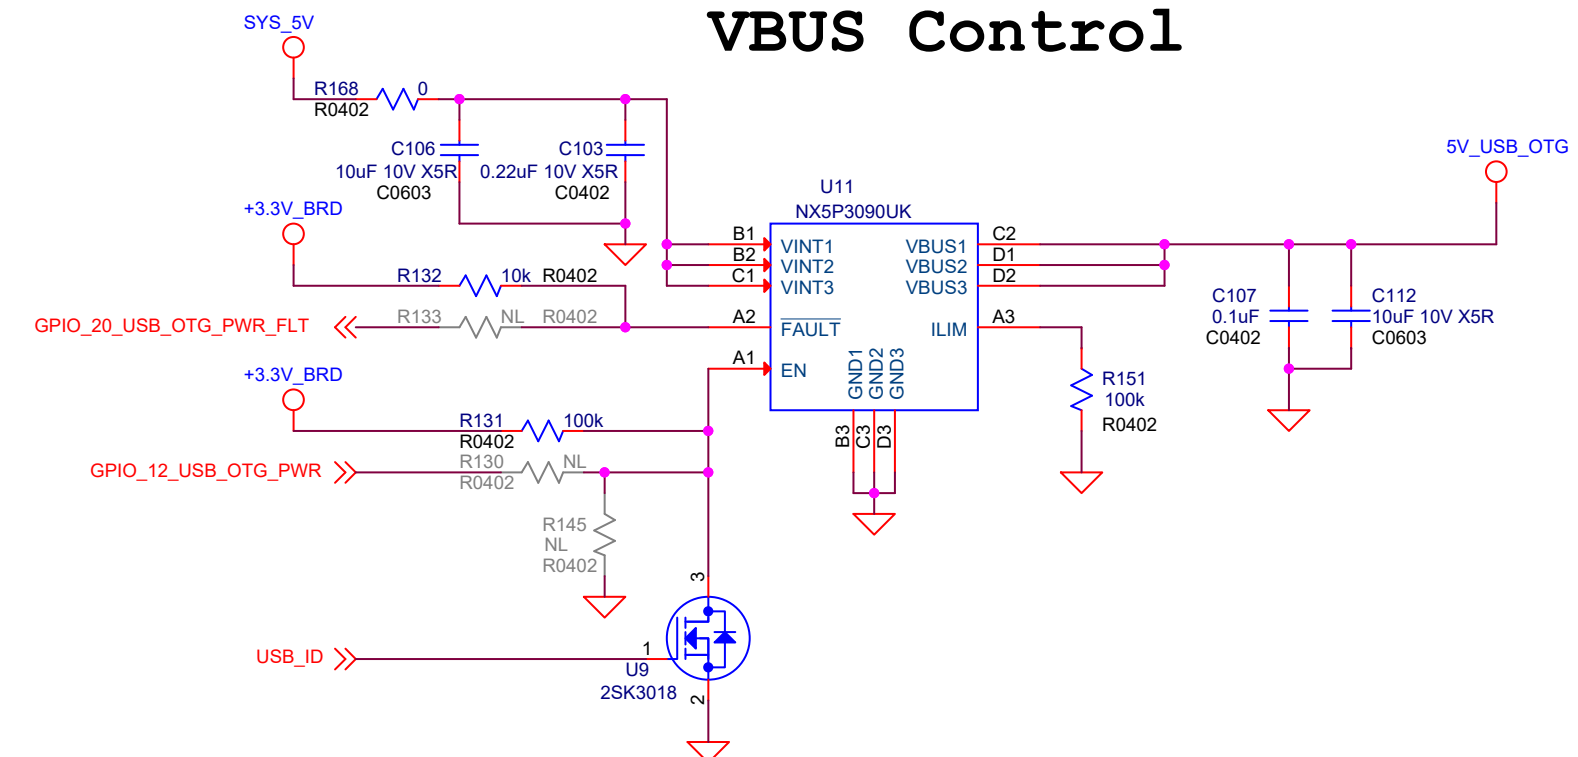 VBUS Control
SYS_5V
R168 0
R0402
C106
10uF 10V X5R
C0603
C103
0.22uF 10V X5R
C0402
+3.3V_BRD
R132 10k R0402
GPIO_20_USB_OTG_PWR_FLT
R133 NL R0402
+3.3V_BRD
R131 100k
R0402
GPIO_12_USB_OTG_PWR
R130 NL
R0402
R145
NL
R0402
USB_ID
1
3
2
U9
2SK3018
U11
NX5P3090UK
B1 VINT1
B2 VINT2
C1 VINT3
A2 FAULT
A1 EN
VBUS1 C2
VBUS2 D1
VBUS3 D2
ILIM A3
GND1
GND2
GND3
B3
C3
D3
R151
100k
R0402
5V_USB_OTG
C107
0.1uF
C0402
C112
10uF 10V X5R
C0603